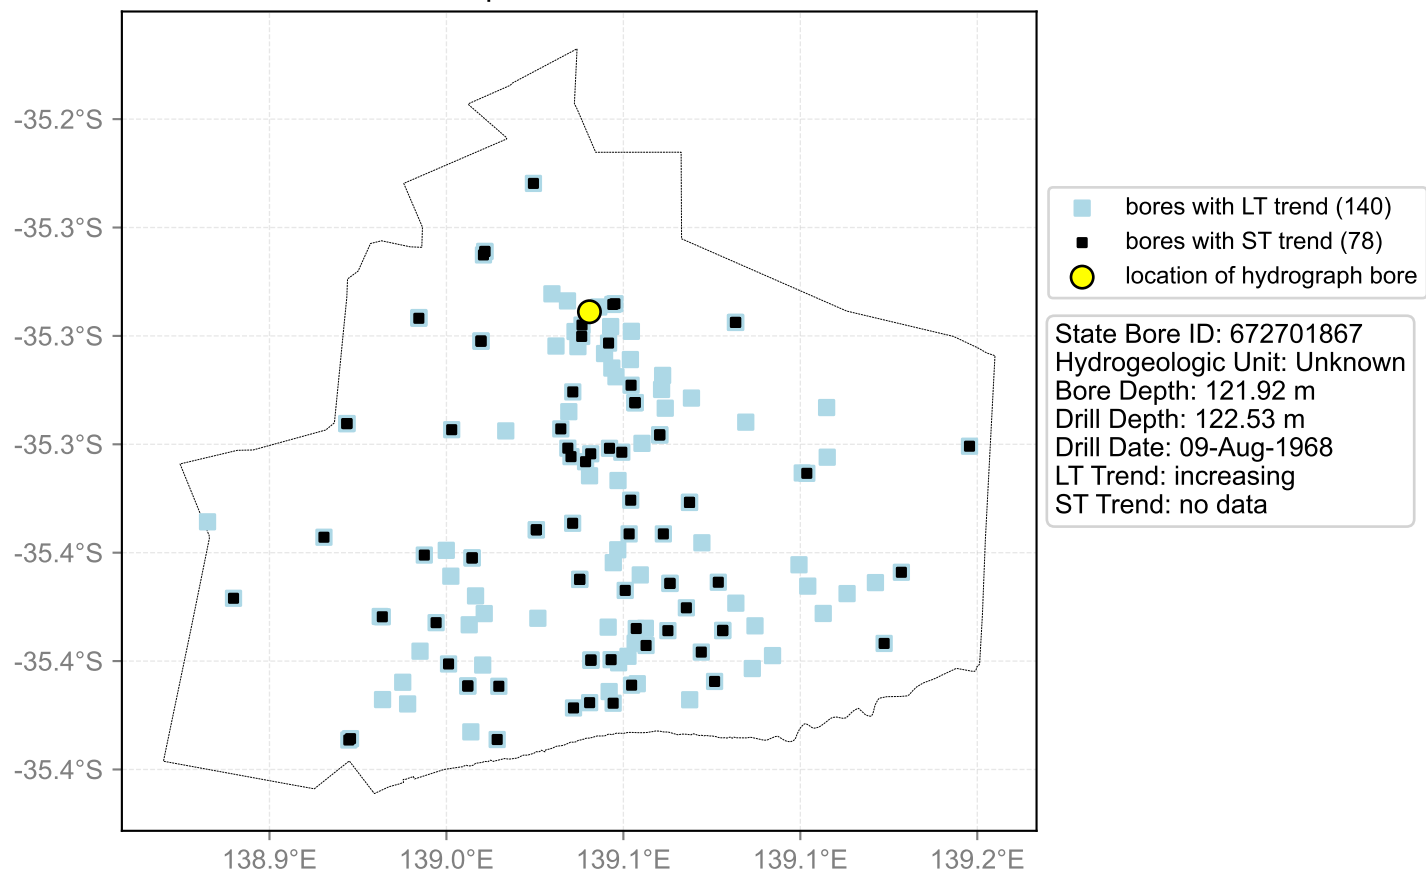 -35.2°S
-35.3°S
-35.3°S
-35.3°S
-35.4°S
-35.4°S
-35.4°S
138.9°E
139.0°E
139.1°E
139.1°E
139.2°E
bores with LT trend (140)
bores with ST trend (78)
location of hydrograph bore
State Bore ID: 672701867
Hydrogeologic Unit: Unknown
Bore Depth: 121.92 m
Drill Depth: 122.53 m
Drill Date: 09-Aug-1968
LT Trend: increasing
ST Trend: no data